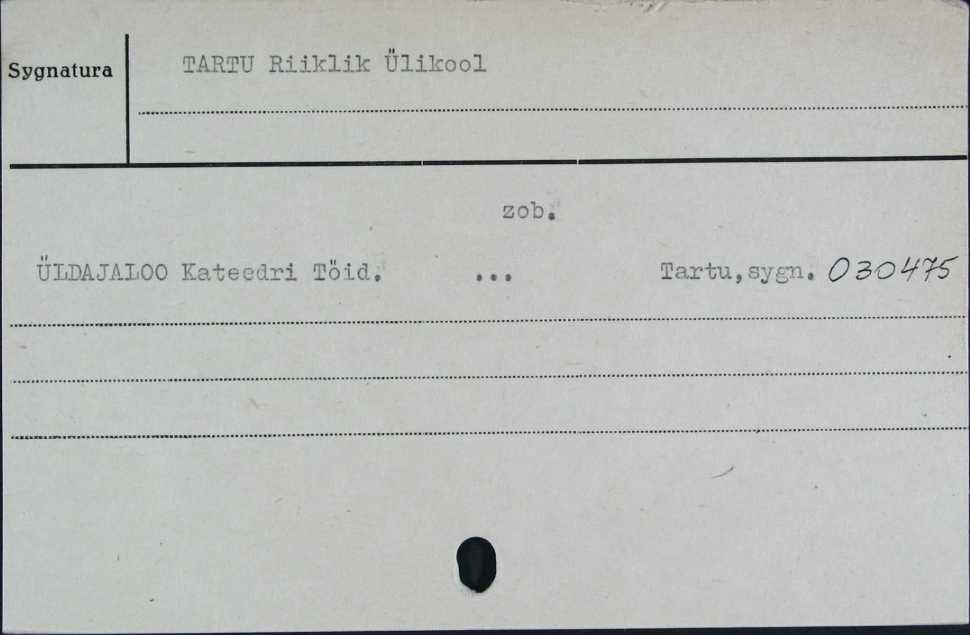 Sygnatura
TARTU Riiklik Ülikool
zob.
ÜLDAJALOO Kateedri Töid. ... Tartu,sygn. 030475